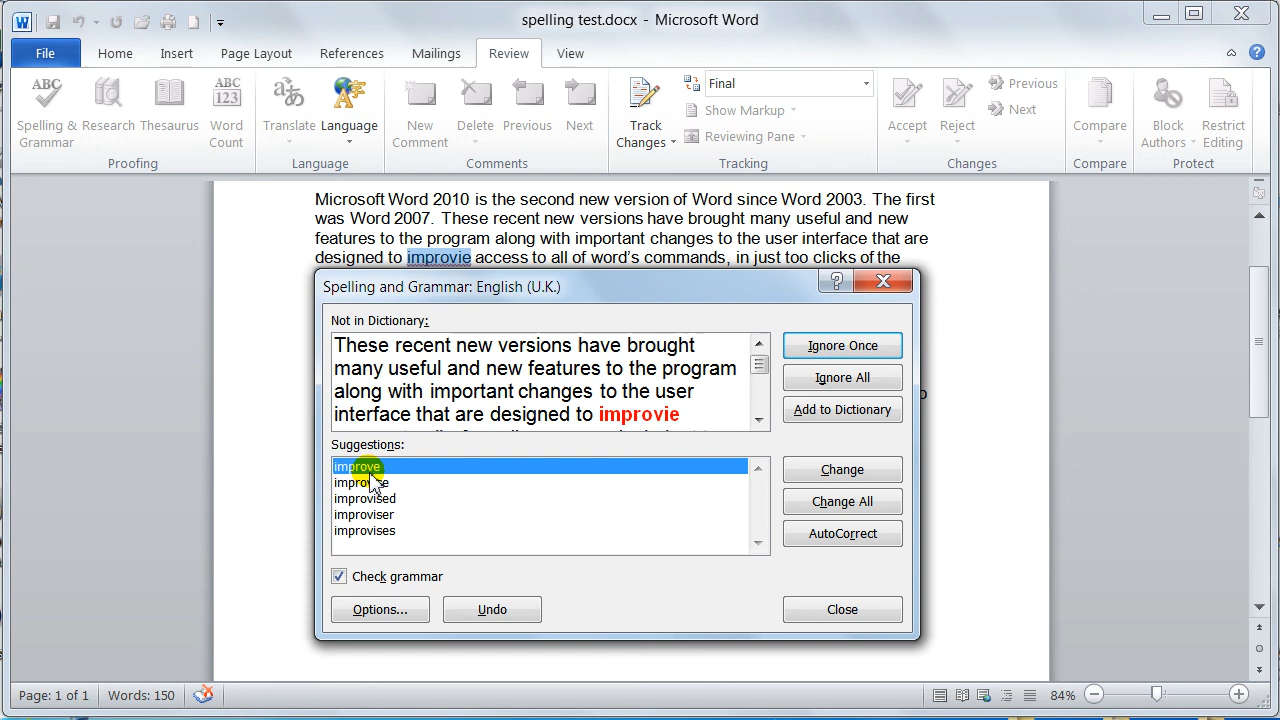 spelling test.docx - Microsoft Word
File Home Insert Page Layout References Mailings Review View
ABC Spelling & Grammar
Research
Thesaurus
ABC 123 Word Count
Proofing
Translate
Language
Language
New Comment
Delete
Previous
Next
Comments
Track Changes
Final
Show Markup
Reviewing Pane
Tracking
Accept
Reject
Previous
Next
Changes
Compare
Compare
Block Authors
Restrict Editing
Protect
Microsoft Word 2010 is the second new version of Word since Word 2003. The first
was Word 2007. These recent new versions have brought many useful and new
features to the program along with important changes to the user interface that are
designed to improvie access to all of word's commands, in just too clicks of the
Spelling and Grammar: English (U.K.)
Not in Dictionary:
These recent new versions have brought
many useful and new features to the program
along with important changes to the user
interface that are designed to improvie
Ignore Once
Ignore All
Add to Dictionary
Suggestions:
improve
improvised
improviser
improvises
Change
Change All
AutoCorrect
Check grammar
Options...
Undo
Close
Page: 1 of 1 Words: 150 84%